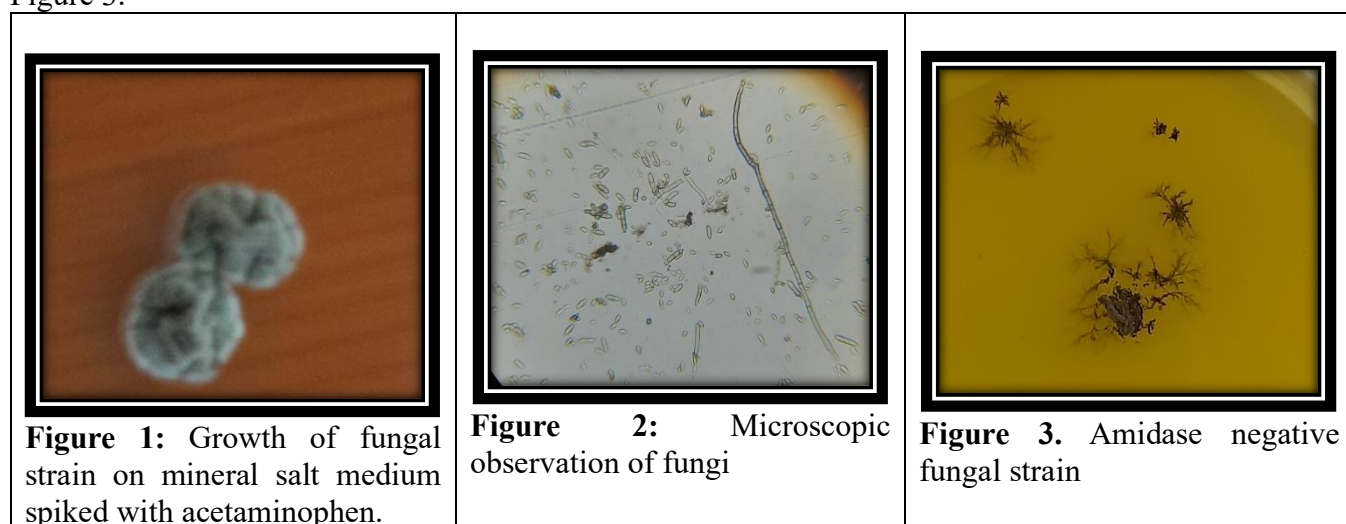 Figure 3.
Figure 1: Growth of fungal
strain on mineral salt medium
spiked with acetaminophen.
Figure 2: Microscopic
observation of fungi
Figure 3. Amidase negative
fungal strain